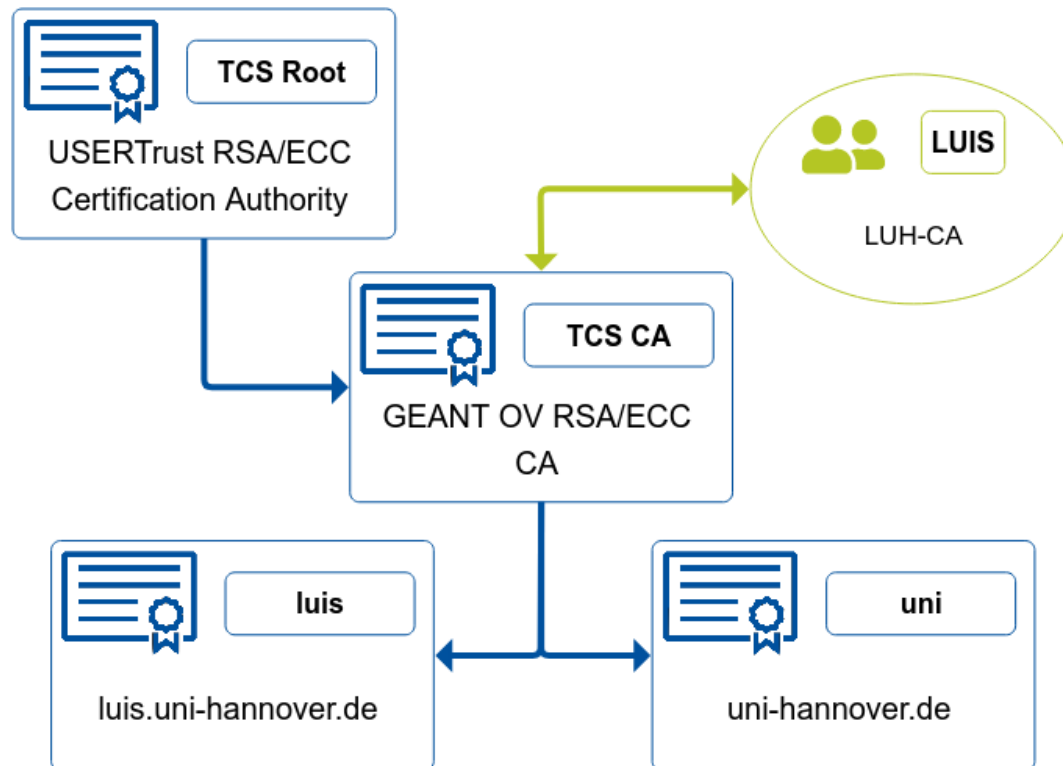 TCS Root
USERTrust RSA/ECC
Certification Authority
LUIS
LUH-CA
TCS CA
GEANT OV RSA/ECC
CA
luis
luis.uni-hannover.de
uni
uni-hannover.de